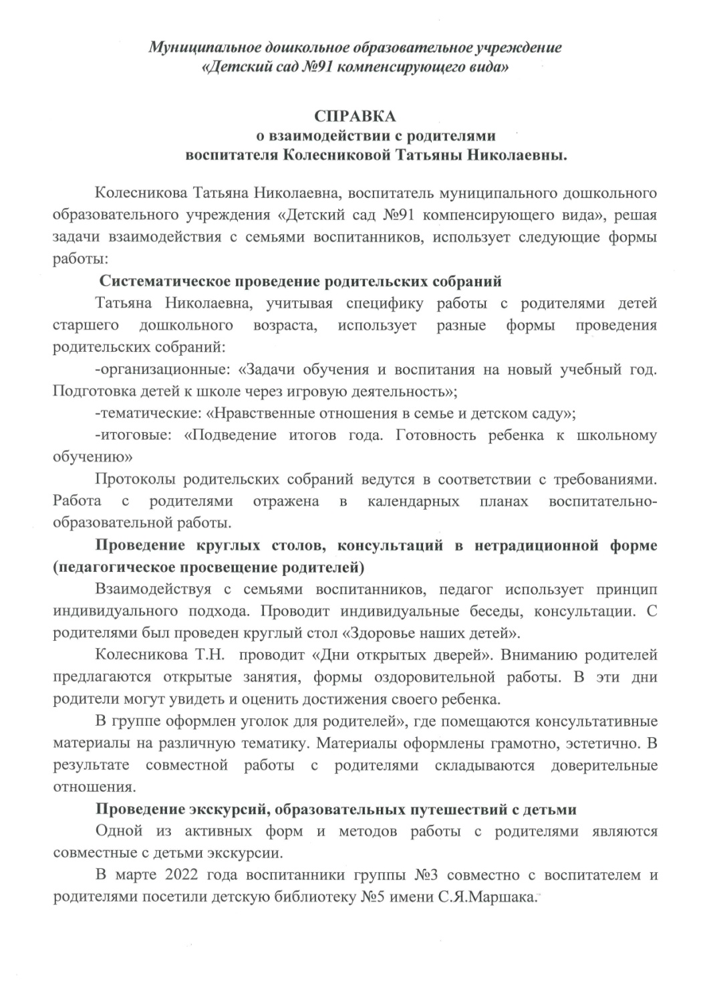 Муниципальное дошкольное образовательное учреждение
«Детский сад №91 компенсирующего вида»
СПРАВКА
о взаимодействии с родителями
воспитателя Колесниковой Татьяны Николаевны.
Колесникова Татьяна Николаевна, воспитатель муниципального дошкольного
образовательного учреждения «Детский сад №91 компенсирующего вида», решая
задачи взаимодействия с семьями воспитанников, использует следующие формы
работы:
Систематическое проведение родительских собраний
Татьяна Николаевна, учитывая специфику работы с родителями детей
старшего дошкольного возраста, использует разные формы проведения
родительских собраний:
-организационные: «Задачи обучения и воспитания на новый учебный год.
Подготовка детей к школе через игровую деятельность»;
-тематические: «Нравственные отношения в семье и детском саду»;
-итоговые: «Подведение итогов года. Готовность ребенка к школьному
обучению»
Протоколы родительских собраний ведутся в соответствии с требованиями.
Работа с родителями отражена в календарных планах воспитательно-
образовательной работы.
Проведение круглых столов, консультаций в нетрадиционной форме
(педагогическое просвещение родителей)
Взаимодействуя с семьями воспитанников, педагог использует принцип
индивидуального подхода. Проводит индивидуальные беседы, консультации. С
родителями был проведен круглый стол «Здоровье наших детей».
Колесникова Т.Н. проводит «Дни открытых дверей». Вниманию родителей
предлагаются открытые занятия, формы оздоровительной работы. В эти дни
родители могут увидеть и оценить достижения своего ребенка.
В группе оформлен уголок для родителей», где помещаются консультативные
материалы на различную тематику. Материалы оформлены грамотно, эстетично. В
результате совместной работы с родителями складываются доверительные
отношения.
Проведение экскурсий, образовательных путешествий с детьми
Одной из активных форм и методов работы с родителями являются
совместные с детьми экскурсии.
В марте 2022 года воспитанники группы №3 совместно с воспитателем и
родителями посетили детскую библиотеку №5 имени С.Я.Маршака.